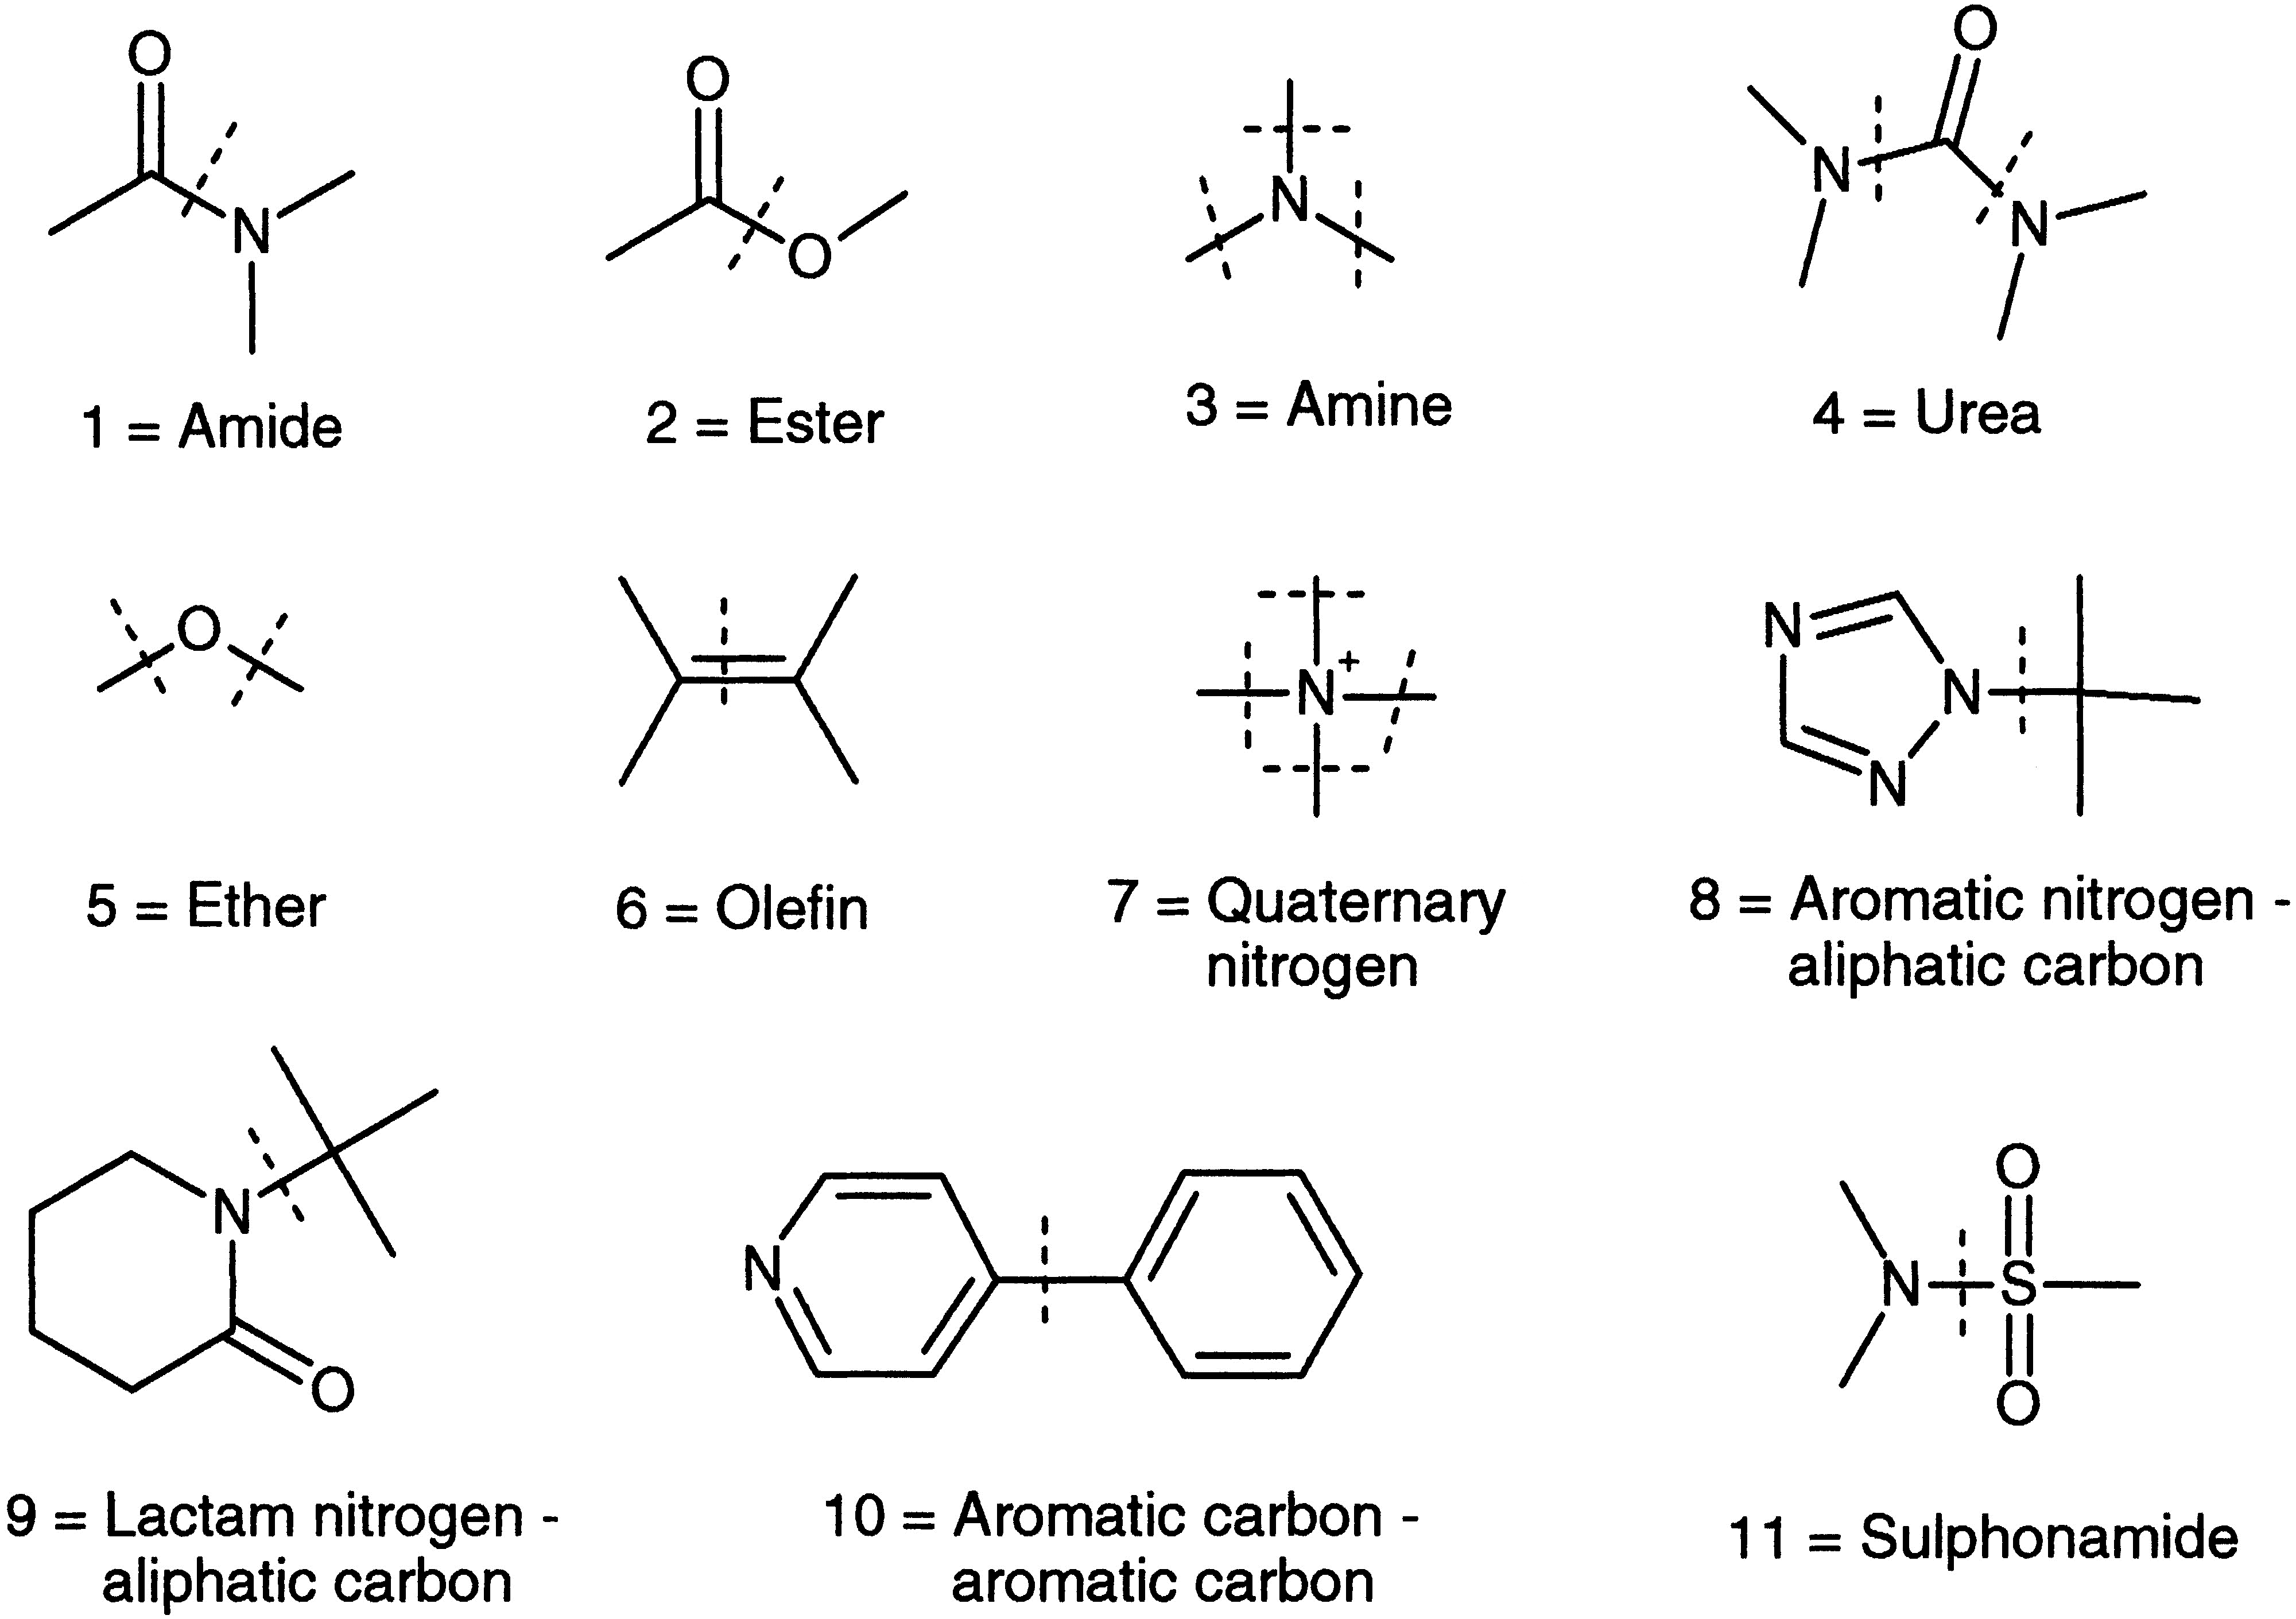 O
N
1 = Amide
O
O
2 = Ester
N
3 = Amine
O
N
N
4 = Urea
O
5 = Ether
6 = Olefin
N
+
7 = Quaternary
nitrogen
N
N
N
8 = Aromatic nitrogen -
aliphatic carbon
N
O
9 = Lactam nitrogen -
aliphatic carbon
N
10 = Aromatic carbon -
aromatic carbon
O
N
S
O
11 = Sulphonamide